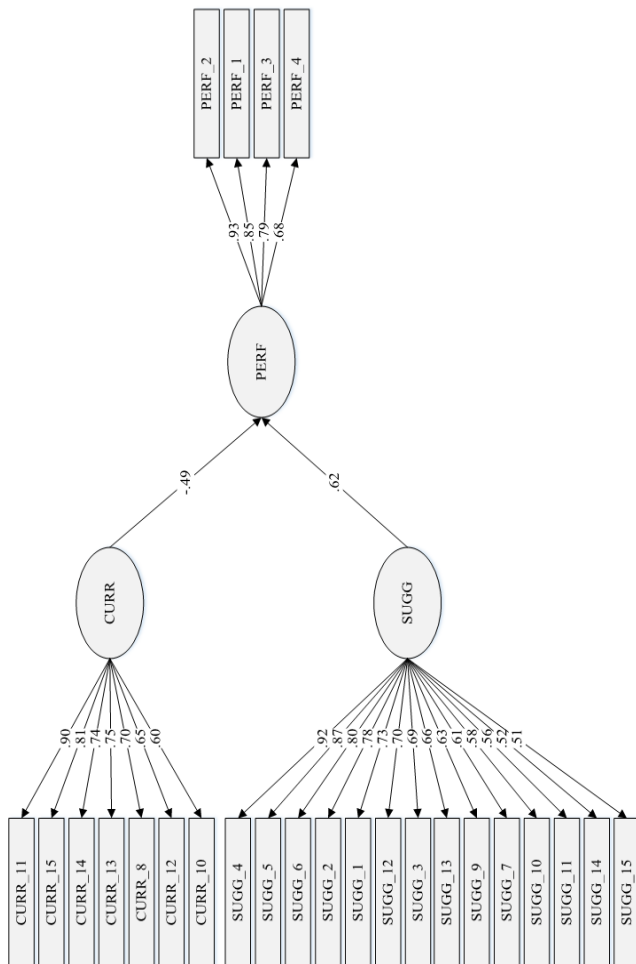 PERF_2
PERF_1
PERF_3
PERF_4
.93
.85
.79
.68
PERF
-.49
.62
CURR
SUGG
.90
.81
.74
.75
.70
.65
.60
.92
.87
.80
.78
.73
.70
.69
.66
.63
.61
.58
.56
.52
.51
CURR_11
CURR_15
CURR_14
CURR_13
CURR_8
CURR_12
CURR_10
SUGG_4
SUGG_5
SUGG_6
SUGG_2
SUGG_1
SUGG_12
SUGG_3
SUGG_13
SUGG_9
SUGG_7
SUGG_10
SUGG_11
SUGG_14
SUGG_15